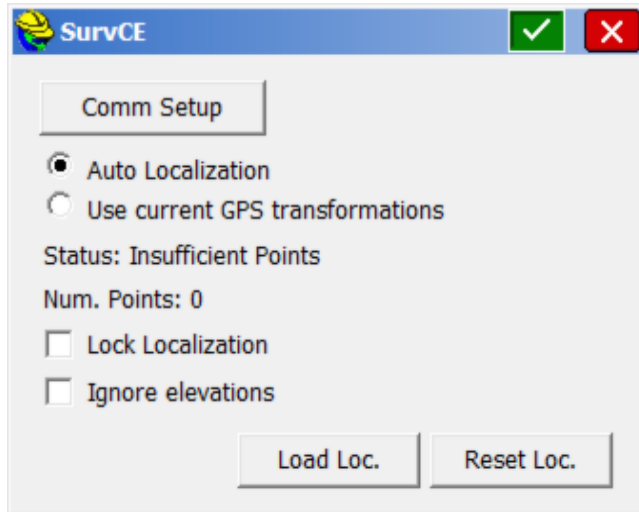 SurvCE
Comm Setup
Auto Localization
Use current GPS transformations
Status: Insufficient Points
Num. Points: 0
Lock Localization
Ignore elevations
Load Loc. Reset Loc.